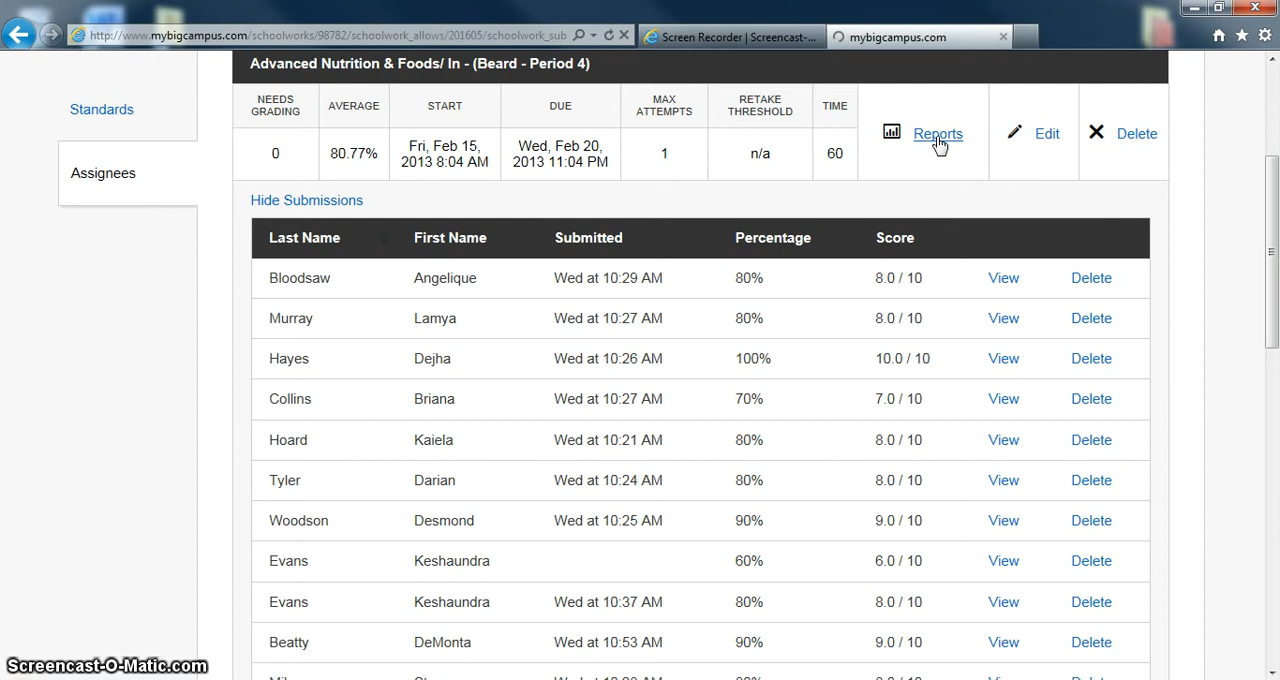 http://www.mybigcampus.com/schoolworks/98782/schoolwork_allows/201605/schoolwork_sub
Screen Recorder | Screencast-...
mybigcampus.com
Advanced Nutrition & Foods/ In - (Beard - Period 4)
Standards
Assignees
NEEDS GRADING AVERAGE START DUE MAX ATTEMPTS RETAKE THRESHOLD TIME
0 80.77% Fri, Feb 15, 2013 8:04 AM Wed, Feb 20, 2013 11:04 PM 1 n/a 60
Reports Edit Delete
Hide Submissions
Last Name First Name Submitted Percentage Score
Bloodsaw Angelique Wed at 10:29 AM 80% 8.0 / 10 View Delete
Murray Lamya Wed at 10:27 AM 80% 8.0 / 10 View Delete
Hayes Dejha Wed at 10:26 AM 100% 10.0 / 10 View Delete
Collins Briana Wed at 10:27 AM 70% 7.0 / 10 View Delete
Hoard Kaiela Wed at 10:21 AM 80% 8.0 / 10 View Delete
Tyler Darian Wed at 10:24 AM 80% 8.0 / 10 View Delete
Woodson Desmond Wed at 10:25 AM 90% 9.0 / 10 View Delete
Evans Keshaundra 60% 6.0 / 10 View Delete
Evans Keshaundra Wed at 10:37 AM 80% 8.0 / 10 View Delete
Beatty DeMonta Wed at 10:53 AM 90% 9.0 / 10 View Delete
Screencast-O-Matic.com